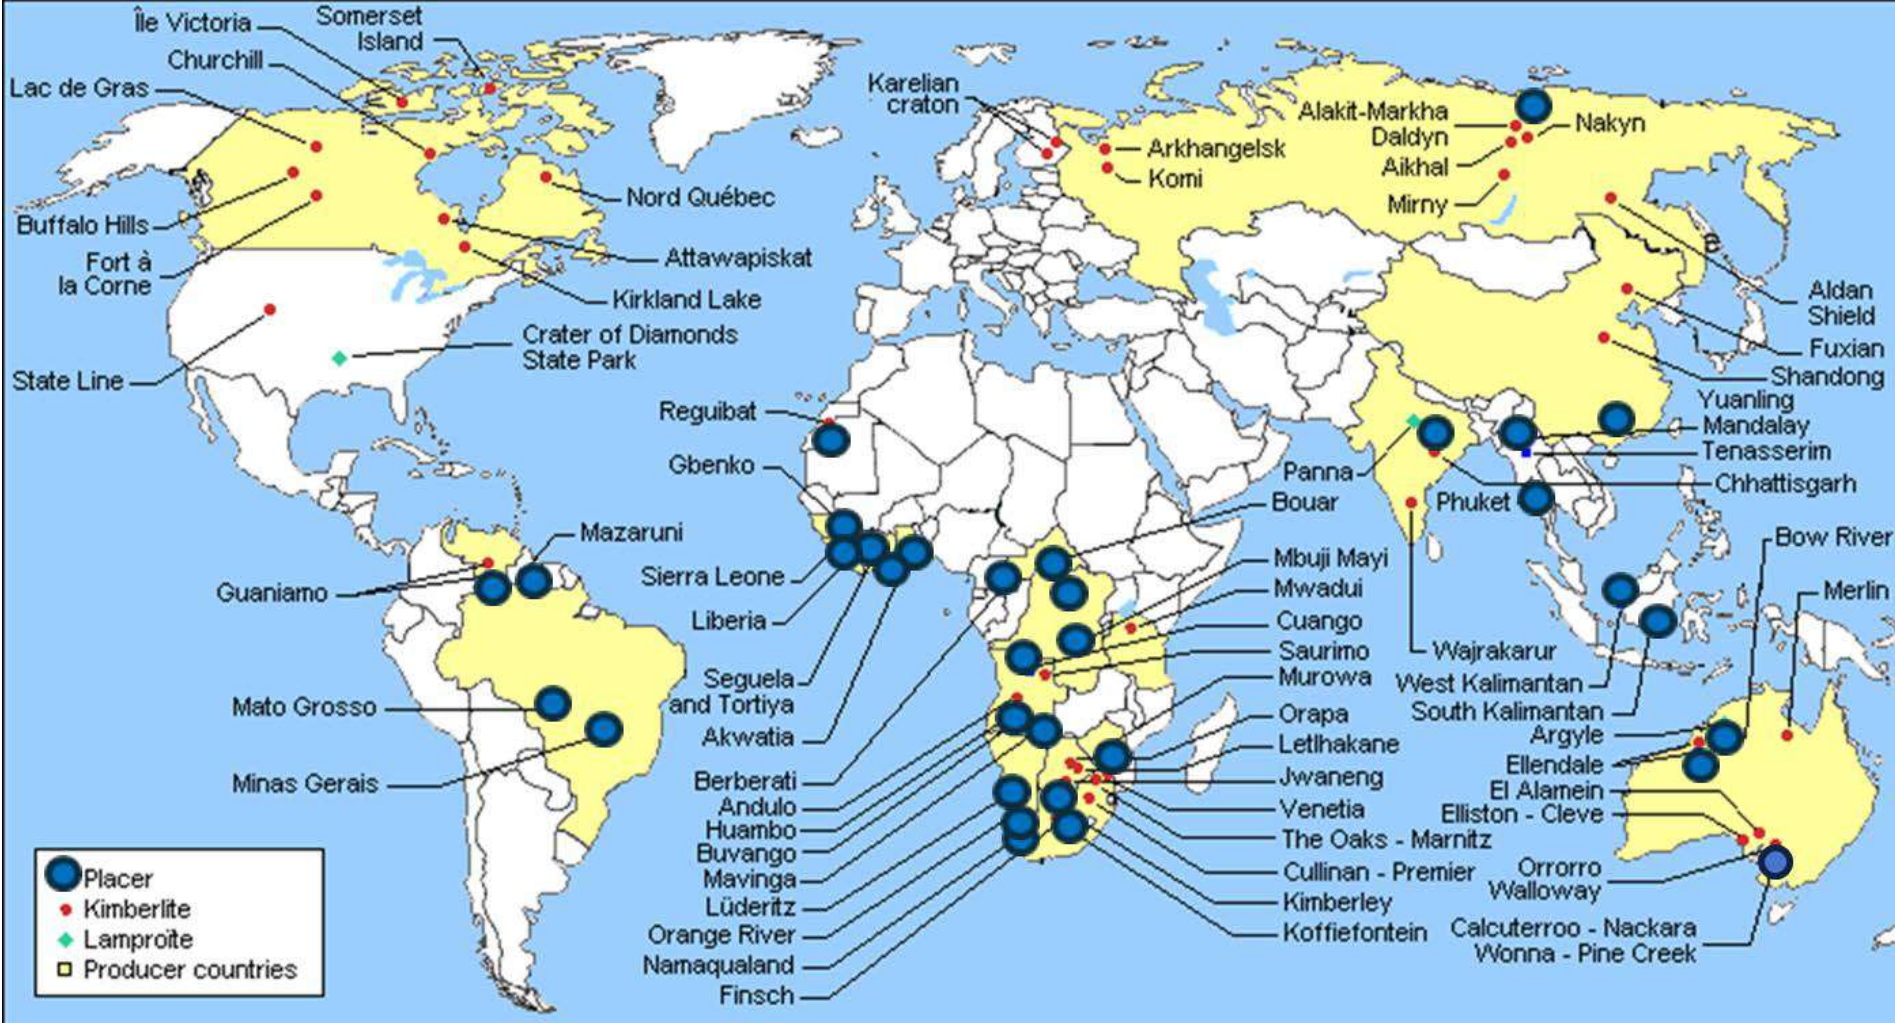 Île Victoria
Somerset
Island
Churchill
Lac de Gras
Buffalo Hills
Fort à
la Corne
State Line
Nord Québec
Attawapiskat
Kirkland Lake
Crater of Diamonds
State Park
Karelian
craton
Arkhangelsk
Komi
Alakit-Markha
Daldyn
Aikhal
Mirny
Nakyn
Aldan
Shield
Fuxian
Shandong
Yuanling
Mandalay
Tenasserim
Chhattisgarh
Panna
Phuket
Wajrakarur
Reguibat
Gbenko
Sierra Leone
Liberia
Seguela
and Tortiya
Akwatia
Berberati
Andulo
Huambo
Buvango
Mavinga
Lüderitz
Orange River
Namaqualand
Finsch
Mazaruni
Guaniamo
Mato Grosso
Minas Gerais
Bouar
Mbuji Mayi
Mwadui
Cuango
Saurimo
Murowa
Orapa
Letlhakane
Jwaneng
Venetia
The Oaks - Marnitz
Cullinan - Premier
Kimberley
Koffiefontein
Bow River
Merlin
West Kalimantan
South Kalimantan
Argyle
Ellendale
El Alamein
Elliston - Cleve
Orrorro
Walloway
Calcuterroo - Nackara
Wonna - Pine Creek
Placer
Kimberlite
Lamproïte
Producer countries